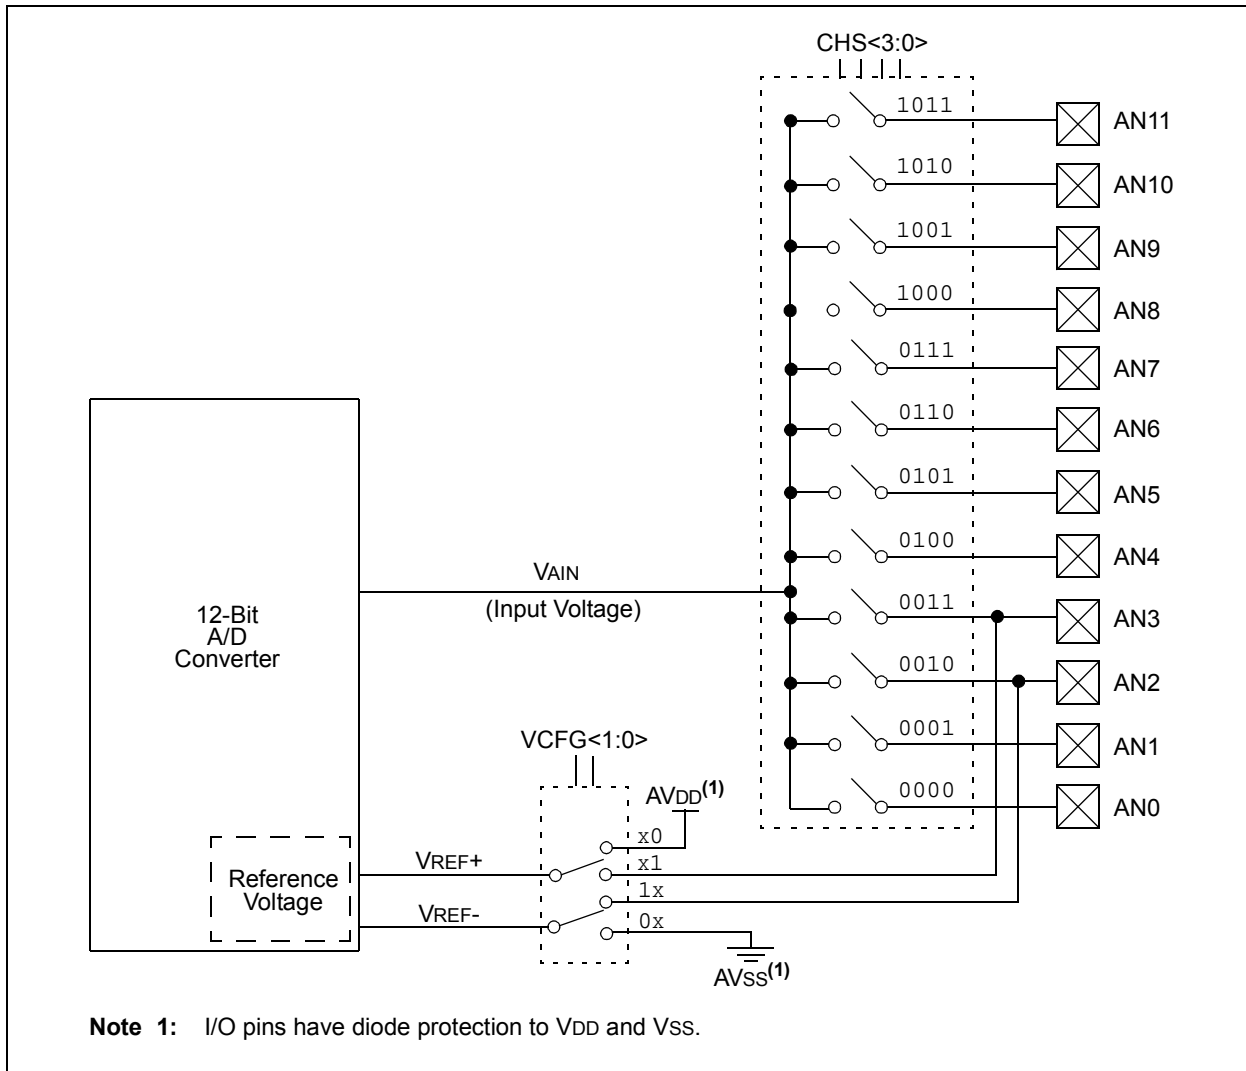 CHS<3:0>
1011
AN11
1010
AN10
1001
AN9
1000
AN8
0111
AN7
0110
AN6
0101
AN5
0100
AN4
VAIN
(Input Voltage)
0011
AN3
12-Bit
A/D
Converter
0010
AN2
VCFG<1:0>
0001
AN1
AVDD(1)
0000
AN0
x0
VREF+
x1
Reference
Voltage
1x
VREF-
0x
AVSS(1)
Note 1: I/O pins have diode protection to VDD and VSS.